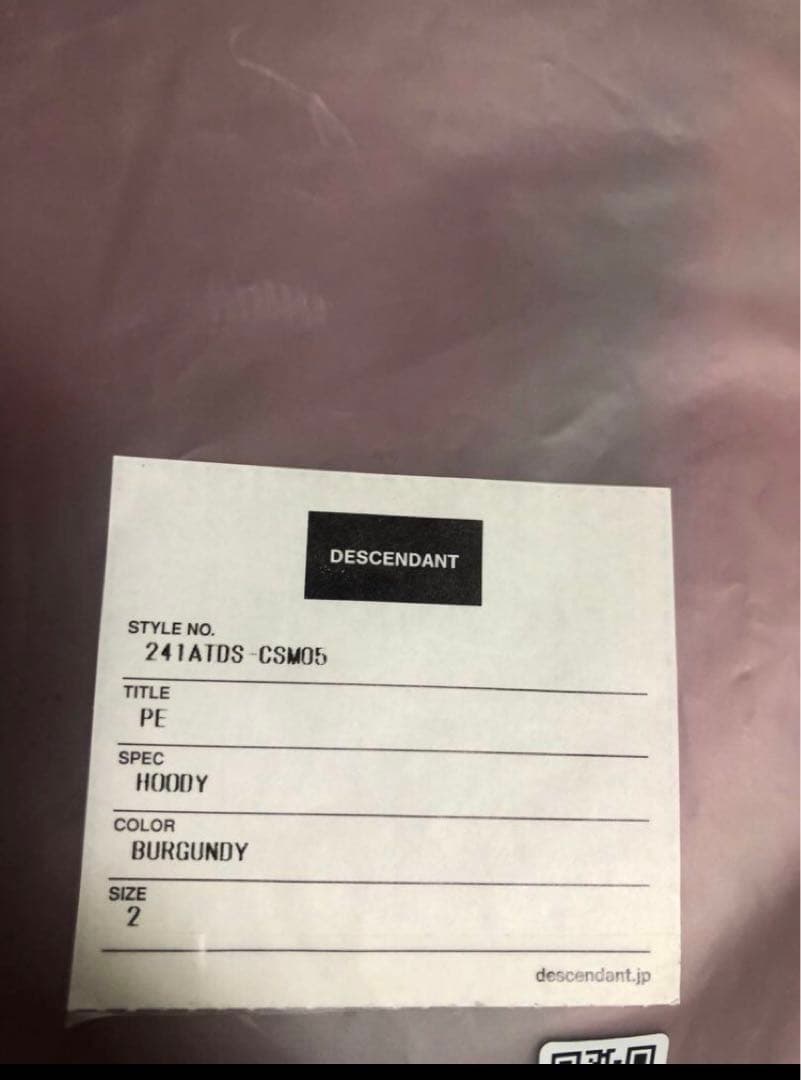 DESCENDANT
STYLE NO.
241ATDS-CSM05
TITLE
PE
SPEC
HOODY
COLOR
BURGUNDY
SIZE
2
descendant.jp